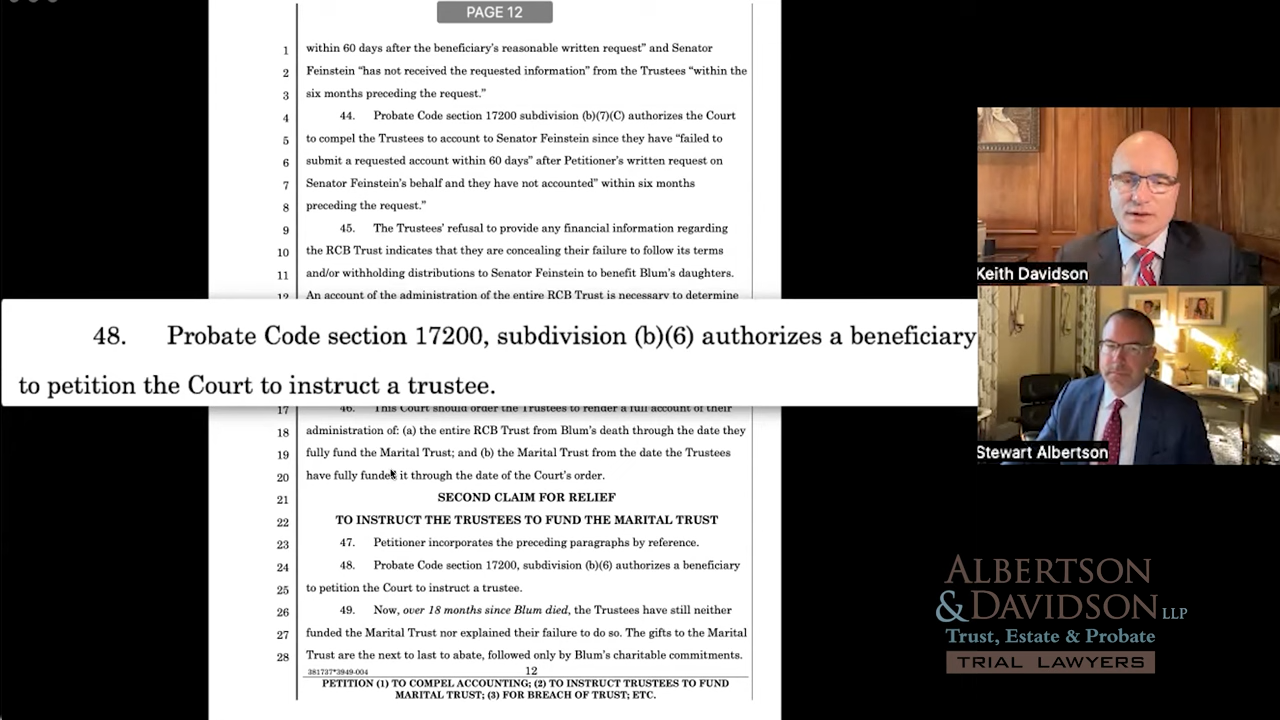 PAGE 12
1 within 60 days after the beneficiary's reasonable written request” and Senator
2 Feinstein “has not received the requested information” from the Trustees “within the
3 six months preceding the request.”
4 44. Probate Code section 17200 subdivision (b)(7)(C) authorizes the Court
5 to compel the Trustees to account to Senator Feinstein since they have “failed to
6 submit a requested account within 60 days” after Petitioner's written request on
7 Senator Feinstein's behalf and they have not accounted” within six months
8 preceding the request.”
9 45. The Trustees' refusal to provide any financial information regarding
10 the RCB Trust indicates that they are concealing their failure to follow its terms
11 and/or withholding distributions to Senator Feinstein to benefit Blum's daughters.
12 An account of the administration of the entire RCB Trust is necessary to determine
48. Probate Code section 17200, subdivision (b)(6) authorizes a beneficiary
to petition the Court to instruct a trustee.
17 46. This Court should order the Trustees to render a full account of their
18 administration of: (a) the entire RCB Trust from Blum's death through the date they
19 fully fund the Marital Trust; and (b) the Marital Trust from the date the Trustees
20 have fully funded it through the date of the Court's order.
21 SECOND CLAIM FOR RELIEF
22 TO INSTRUCT THE TRUSTEES TO FUND THE MARITAL TRUST
23 47. Petitioner incorporates the preceding paragraphs by reference.
24 48. Probate Code section 17200, subdivision (b)(6) authorizes a beneficiary
25 to petition the Court to instruct a trustee.
26 49. Now, over 18 months since Blum died, the Trustees have still neither
27 funded the Marital Trust nor explained their failure to do so. The gifts to the Marital
28 Trust are the next to last to abate, followed only by Blum's charitable commitments.
381737*3949-004
12
PETITION (1) TO COMPEL ACCOUNTING; (2) TO INSTRUCT TRUSTEES TO FUND
MARITAL TRUST; (3) FOR BREACH OF TRUST; ETC.
Keith Davidson
Stewart Albertson
ALBERTSON
& DAVIDSON LLP
Trust, Estate & Probate
TRIAL LAWYERS